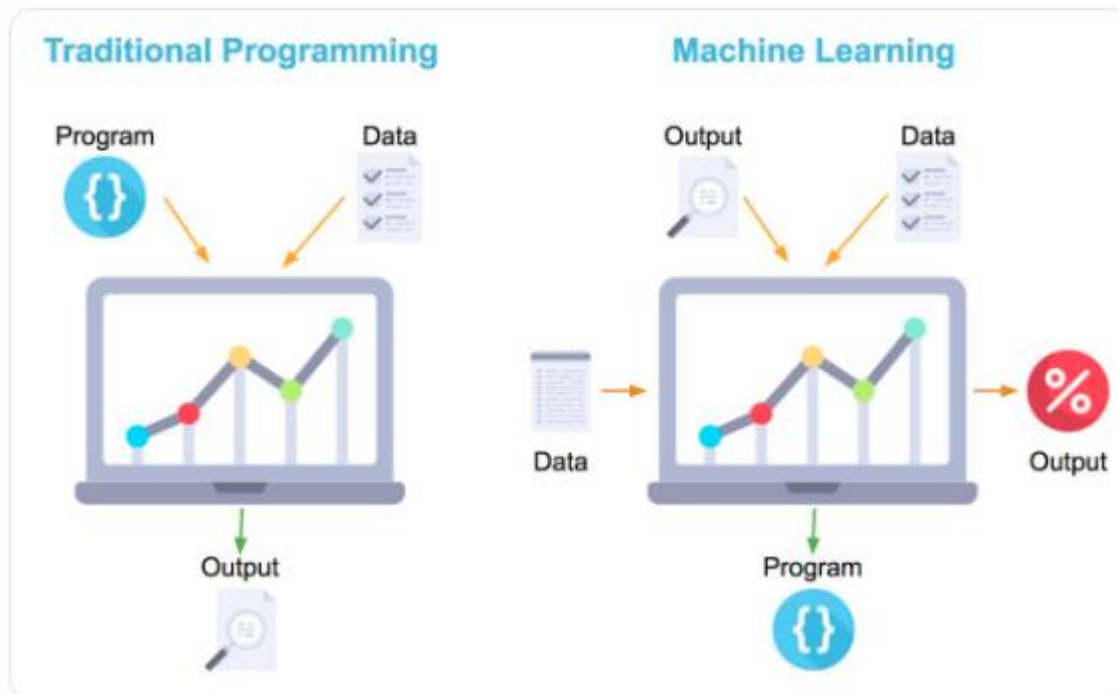 Traditional Programming
Program
Data
Output
Machine Learning
Output
Data
Data
Output
Program